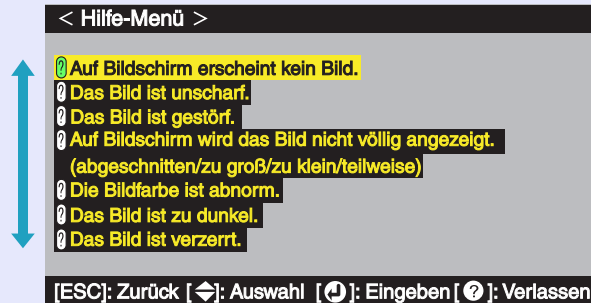 < Hilfe-Menü >
? Auf Bildschirm erscheint kein Bild.
? Das Bild ist unscharf.
? Das Bild ist gestörf.
? Auf Bildschirm wird das Bild nicht völlig angezeigt.
(abgeschnitten/zu groß/zu klein/teilweise)
? Die Bildfarbe ist abnorm.
? Das Bild ist zu dunkel.
? Das Bild ist verzerrt.
[ESC]: Zurück [ ]: Auswahl [ ]: Eingeben [ ? ]: Verlassen